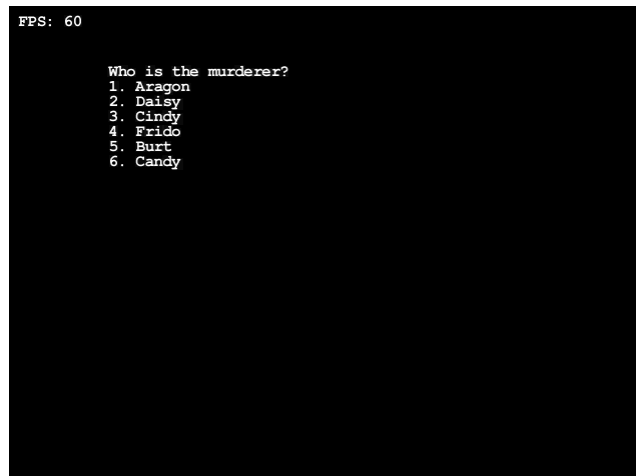 FPS: 60
Who is the murderer?
1. Aragon
2. Daisy
3. Cindy
4. Frido
5. Burt
6. Candy